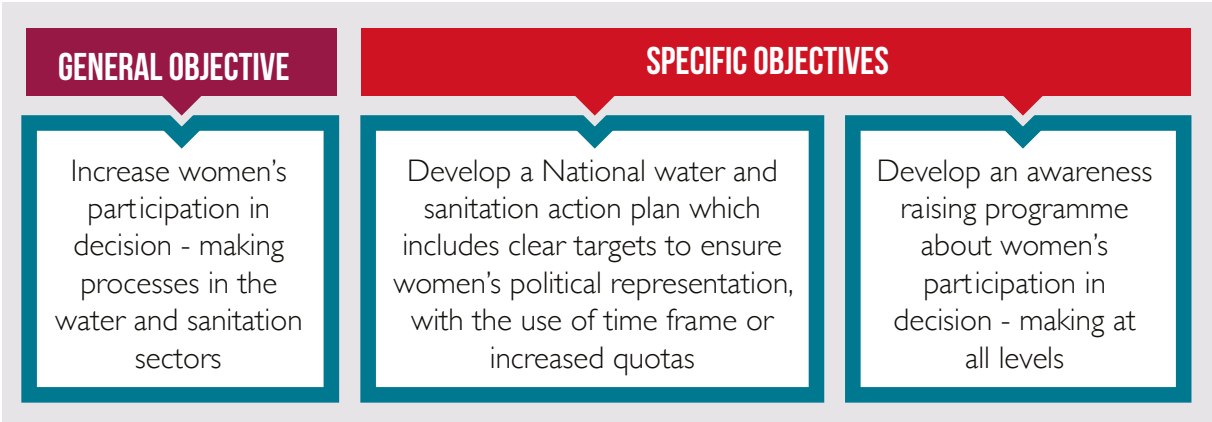 GENERAL OBJECTIVE
SPECIFIC OBJECTIVES
Increase women's
participation in
decision - making
processes in the
water and sanitation
sectors
Develop a National water and
sanitation action plan which
includes clear targets to ensure
women's political representation,
with the use of time frame or
increased quotas
Develop an awareness
raising programme
about women's
participation in
decision - making at
all levels